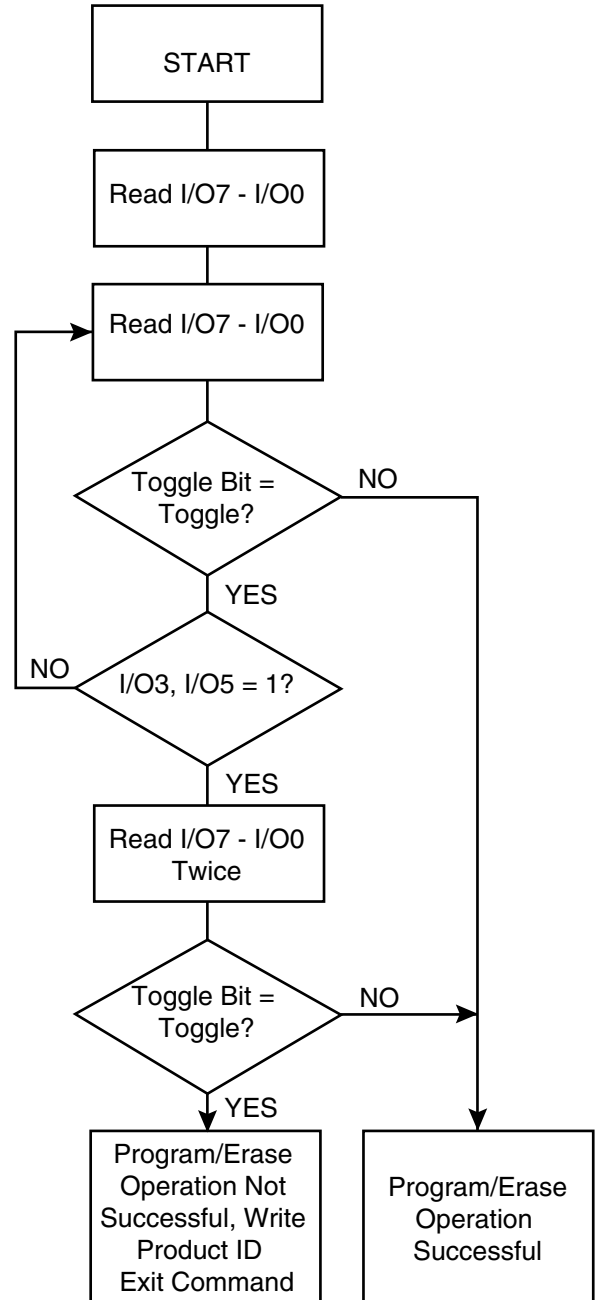 START
Read I/O7 - I/O0
Read I/O7 - I/O0
Toggle Bit =
Toggle?
NO
YES
NO
I/O3, I/O5 = 1?
YES
Read I/O7 - I/O0
Twice
Toggle Bit =
Toggle?
NO
YES
Program/Erase
Operation Not
Successful, Write
Product ID
Exit Command
Program/Erase
Operation
Successful